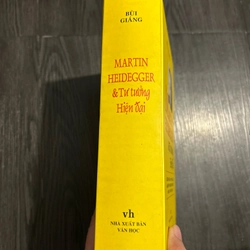 BÙI
GIÁNG
MARTIN
HEIDEGGER
& Tư tưởng
Hiện Đại
vh
NHÀ XUẤT BẢN
VĂN HỌC